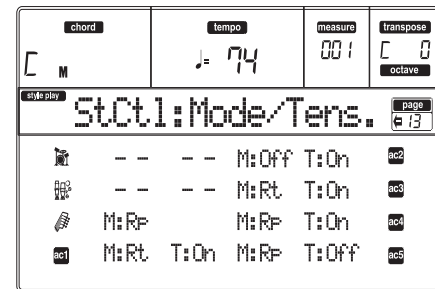 chord tempo measure transpose
C M ♩= 74 001 C 0
octave
style play StCtl:Mode/Tens. page
13
-- -- M:Off T:On ac2
-- -- M:Rt T:On ac3
M:Rp M:Rp T:On ac4
ac1 M:Rt T:On M:Rp T:Off ac5